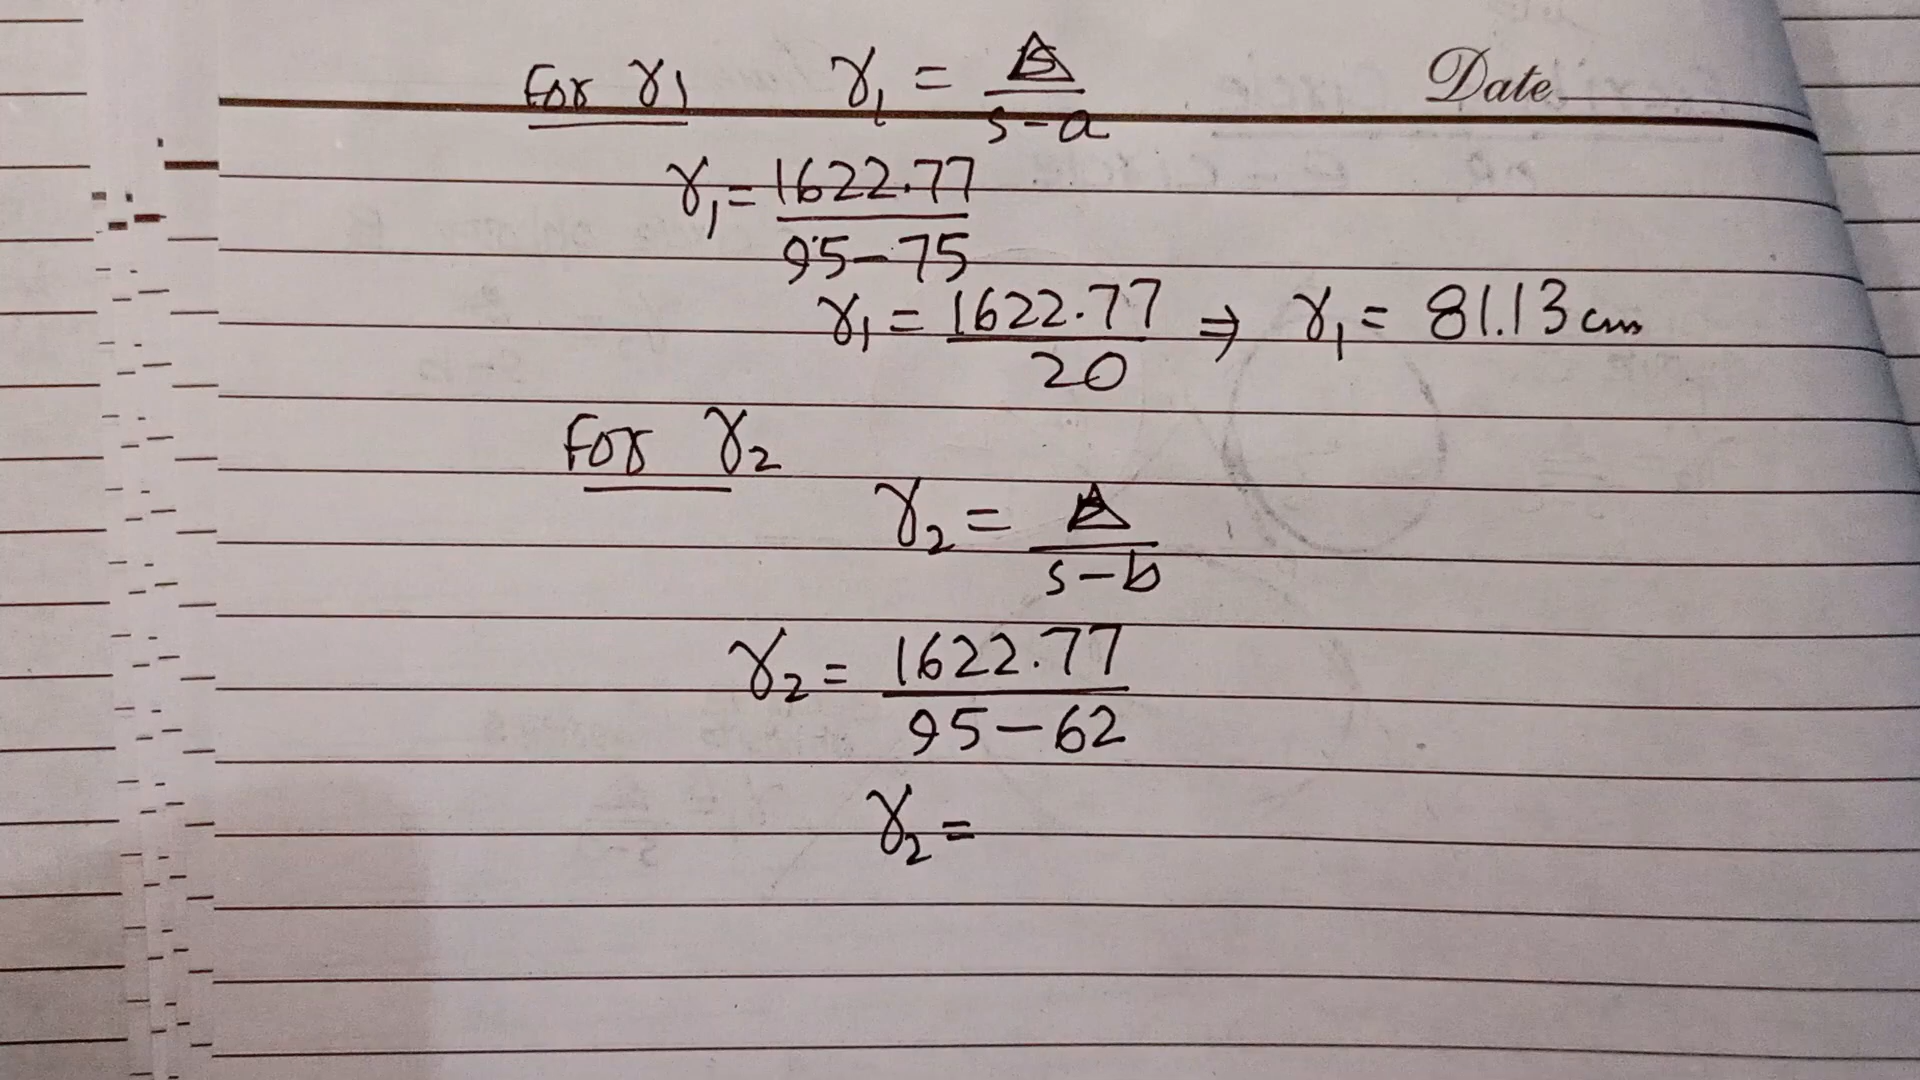 For r₁ r₁ = Δ / s-a Date
r₁ = 1622.77 / 95-75
r₁ = 1622.77 / 20 ⇒ r₁ = 81.13 cm
For r₂
r₂ = Δ / s-b
r₂ = 1622.77 / 95-62
r₂ =